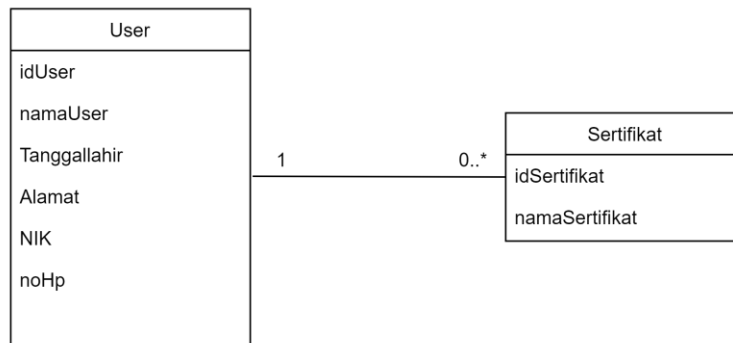 User
idUser
namaUser
Tanggallahir
Alamat
NIK
noHp
1
0..*
Sertifikat
idSertifikat
namaSertifikat